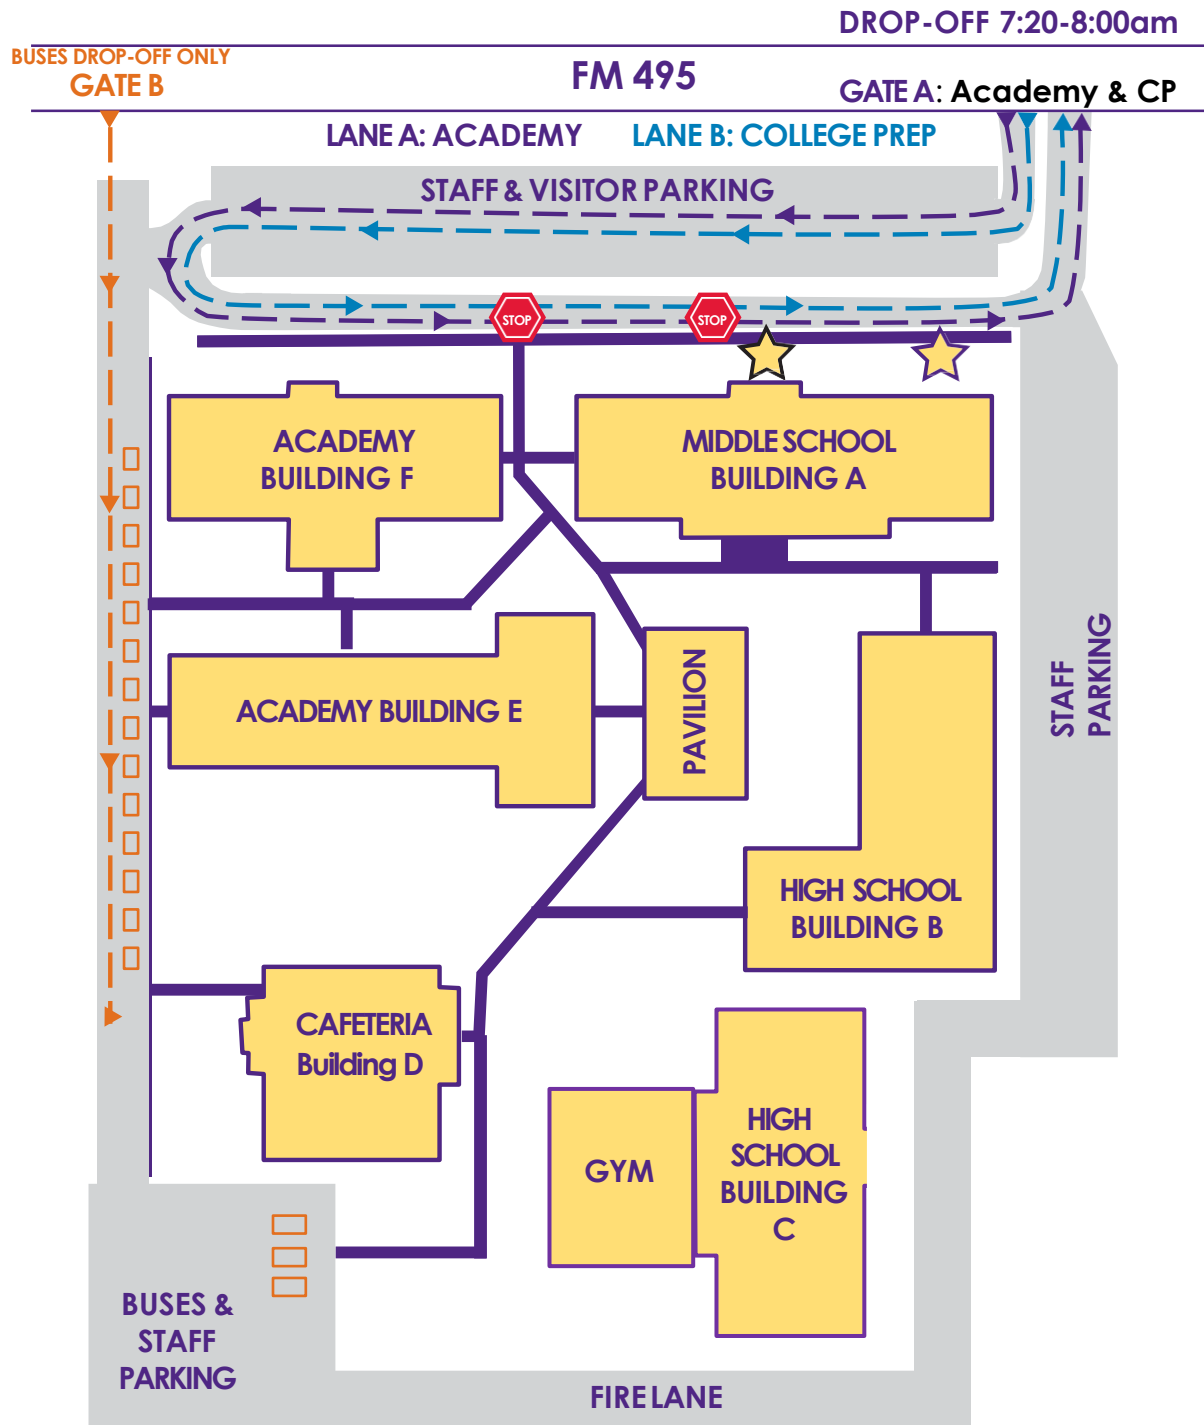 DROP-OFF 7:20-8:00am
BUSES DROP-OFF ONLY
GATE B
FM 495
GATE A: Academy & CP
LANE A: ACADEMY
LANE B: COLLEGE PREP
STAFF & VISITOR PARKING
STOP
STOP
ACADEMY
BUILDING F
MIDDLE SCHOOL
BUILDING A
ACADEMY BUILDING E
PAVILION
STAFF
PARKING
HIGH SCHOOL
BUILDING B
CAFETERIA
Building D
GYM
HIGH
SCHOOL
BUILDING
C
BUSES &
STAFF
PARKING
FIRE LANE